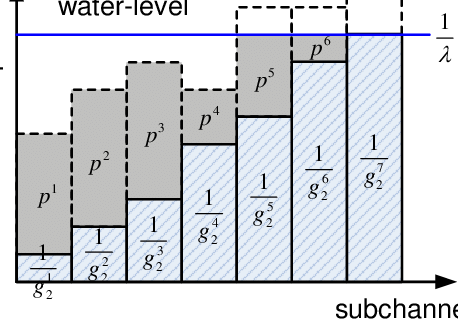 water-level
1/λ
p^1
p^2
p^3
p^4
p^5
p^6
1/g_2^1
1/g_2^2
1/g_2^3
1/g_2^4
1/g_2^5
1/g_2^6
1/g_2^7
subchanne